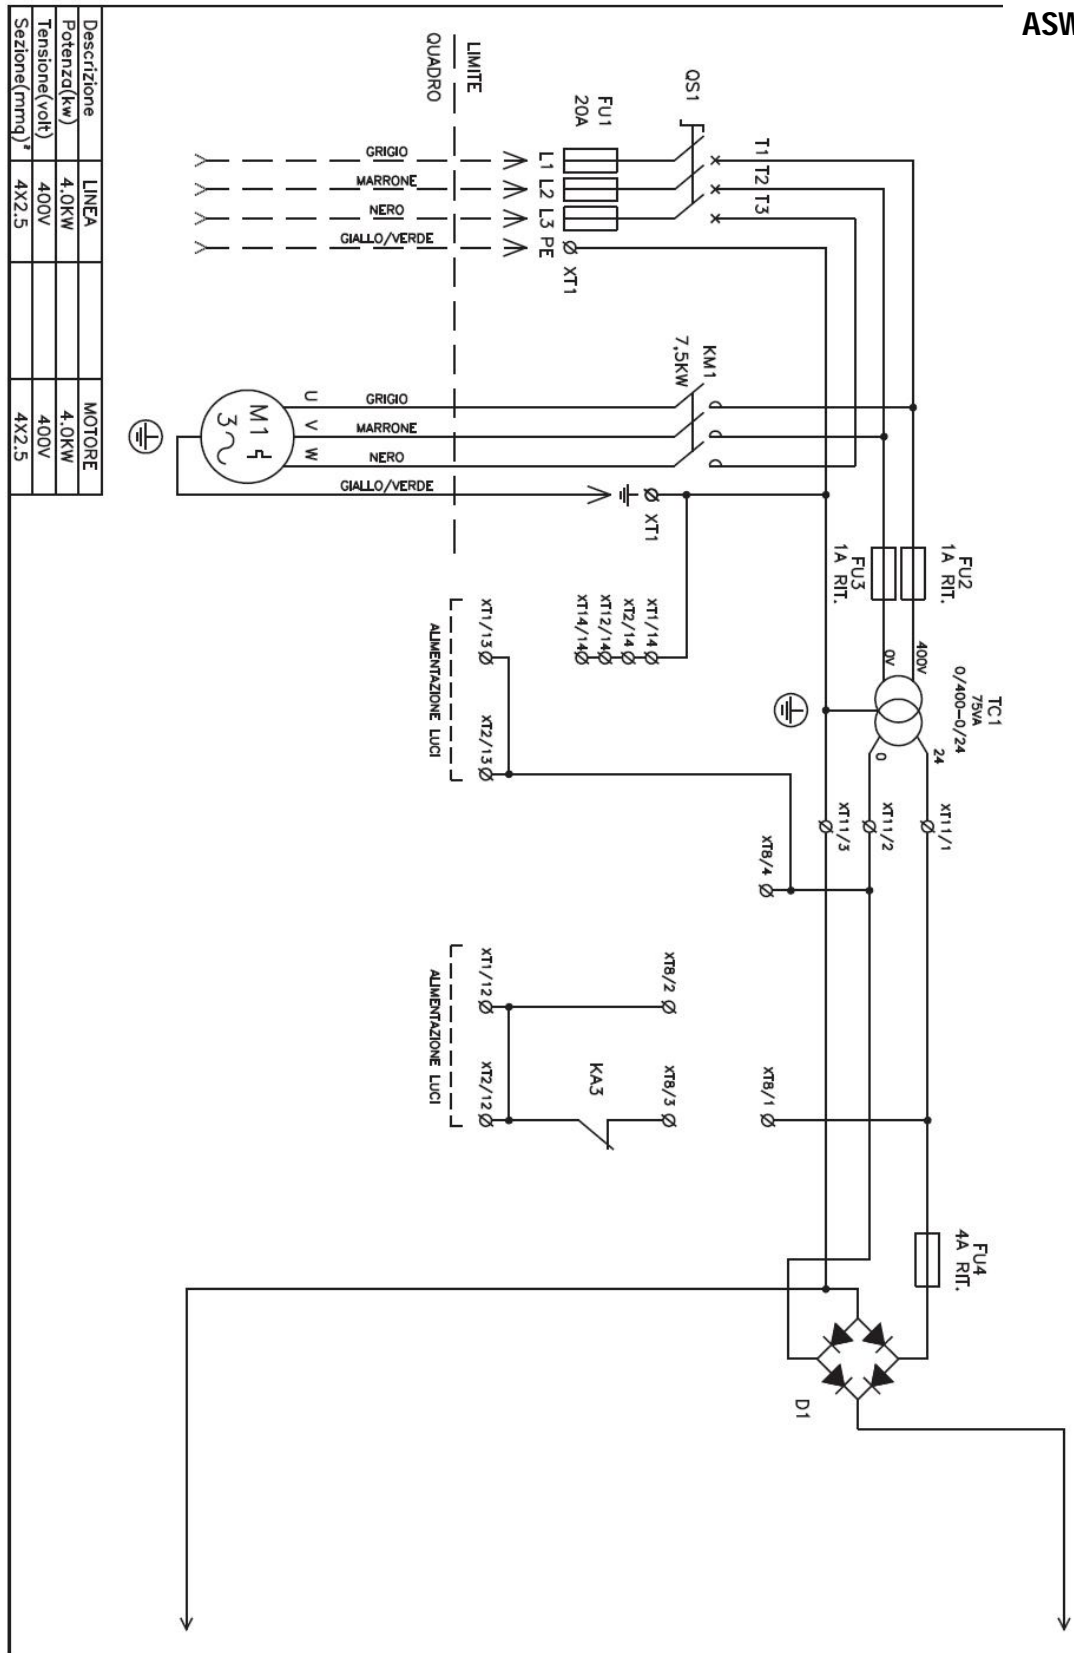 ASW
LIMITE
QUADRO
QS1
FU1
20A
T1 T2 T3
L1 L2 L3 PE
XT1
GRIGIO
MARRONE
NERO
GIALLO/VERDE
KM1
7,5KW
U V W
GRIGIO
MARRONE
NERO
GIALLO/VERDE
M1
3
XT1
FU2
1A RIT.
FU3
1A RIT.
XT1/14
XT2/14
XT12/14
XT14/14
XT1/13
XT2/13
ALIMENTAZIONE LUCI
400V
0V
TC1
75VA
0/400-0/24
24
0
XT11/1
XT11/2
XT11/3
XT8/4
XT8/2
XT8/3
XT8/1
KA3
XT1/12
XT2/12
ALIMENTAZIONE LUCI
FU4
4A RIT.
D1
Descrizione LINEA MOTORE
Potenza(kw) 4.0KW 4.0KW
Tensione(volt) 400V 400V
Sezione(mmq)² 4X2.5 4X2.5